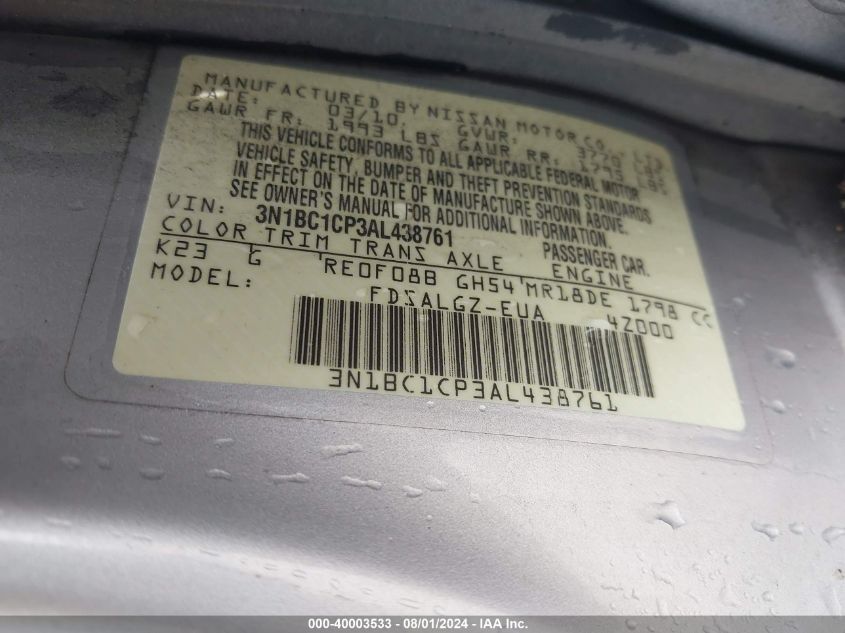 MANUFACTURED BY NISSAN MOTOR CO., LTD
DATE: 03/10 GVWR: 3770 LBS
GAWR FR: 1993 LBS GAWR RR: 1795 LBS
THIS VEHICLE CONFORMS TO ALL APPLICABLE FEDERAL MOTOR
VEHICLE SAFETY, BUMPER AND THEFT PREVENTION STANDARDS
IN EFFECT ON THE DATE OF MANUFACTURE SHOWN ABOVE.
SEE OWNER'S MANUAL FOR ADDITIONAL INFORMATION.
VIN: 3N1BC1CP3AL438761 PASSENGER CAR.
COLOR TRIM TRANS AXLE ENGINE
K23 G RE0F08B GH54 MR18DE 1798 CC
MODEL: FDSALGZ-EUA 4Z000
3N1BC1CP3AL438761
000-40003533 - 08/01/2024 - IAA Inc.